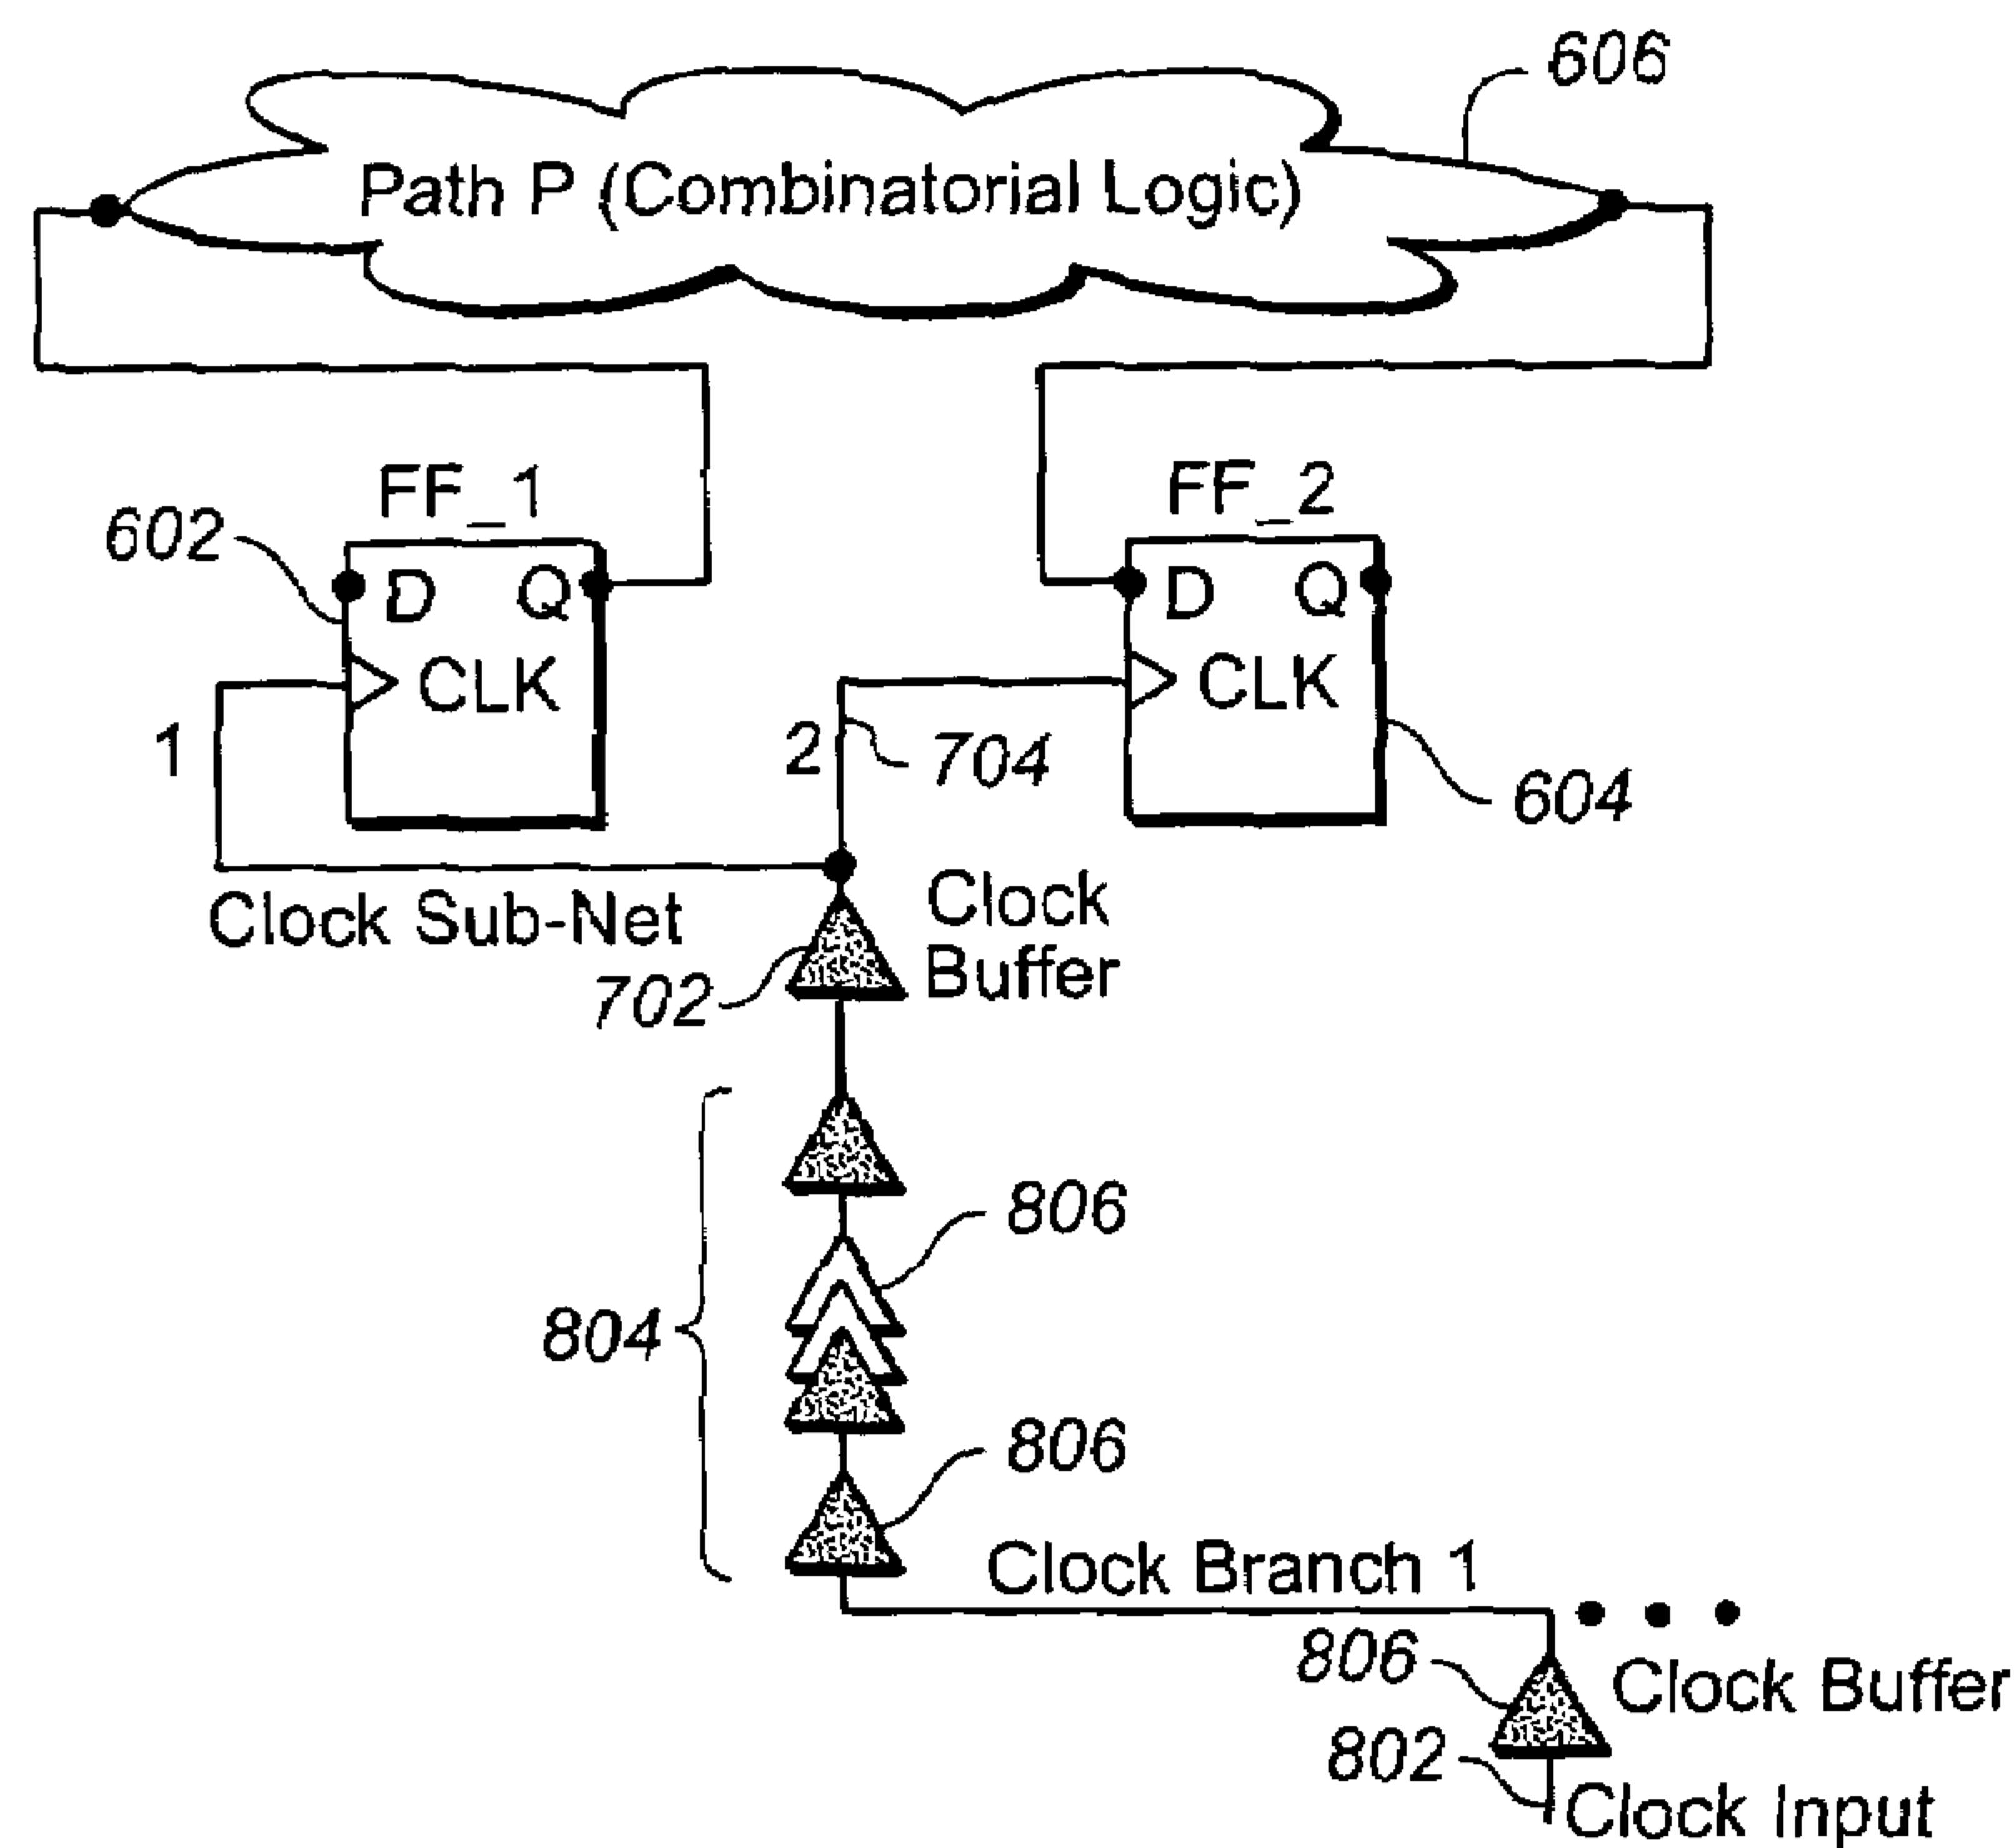 606
Path P (Combinatorial Logic)
FF_1
FF_2
602
D Q
D Q
CLK
CLK
1
2
704
604
Clock Sub-Net
Clock
Buffer
702
806
804
806
Clock Branch 1
806
Clock Buffer
802
Clock Input